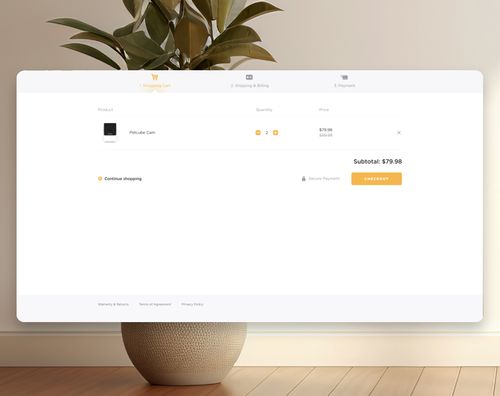 1. Shopping Cart
2. Shipping & Billing
3. Payment
Product Quantity Price
Petcube Cam 2 $79.98
Subtotal: $79.98
Continue shopping Secure Payment CHECKOUT
Warranty & Returns Terms of Agreement Privacy Policy